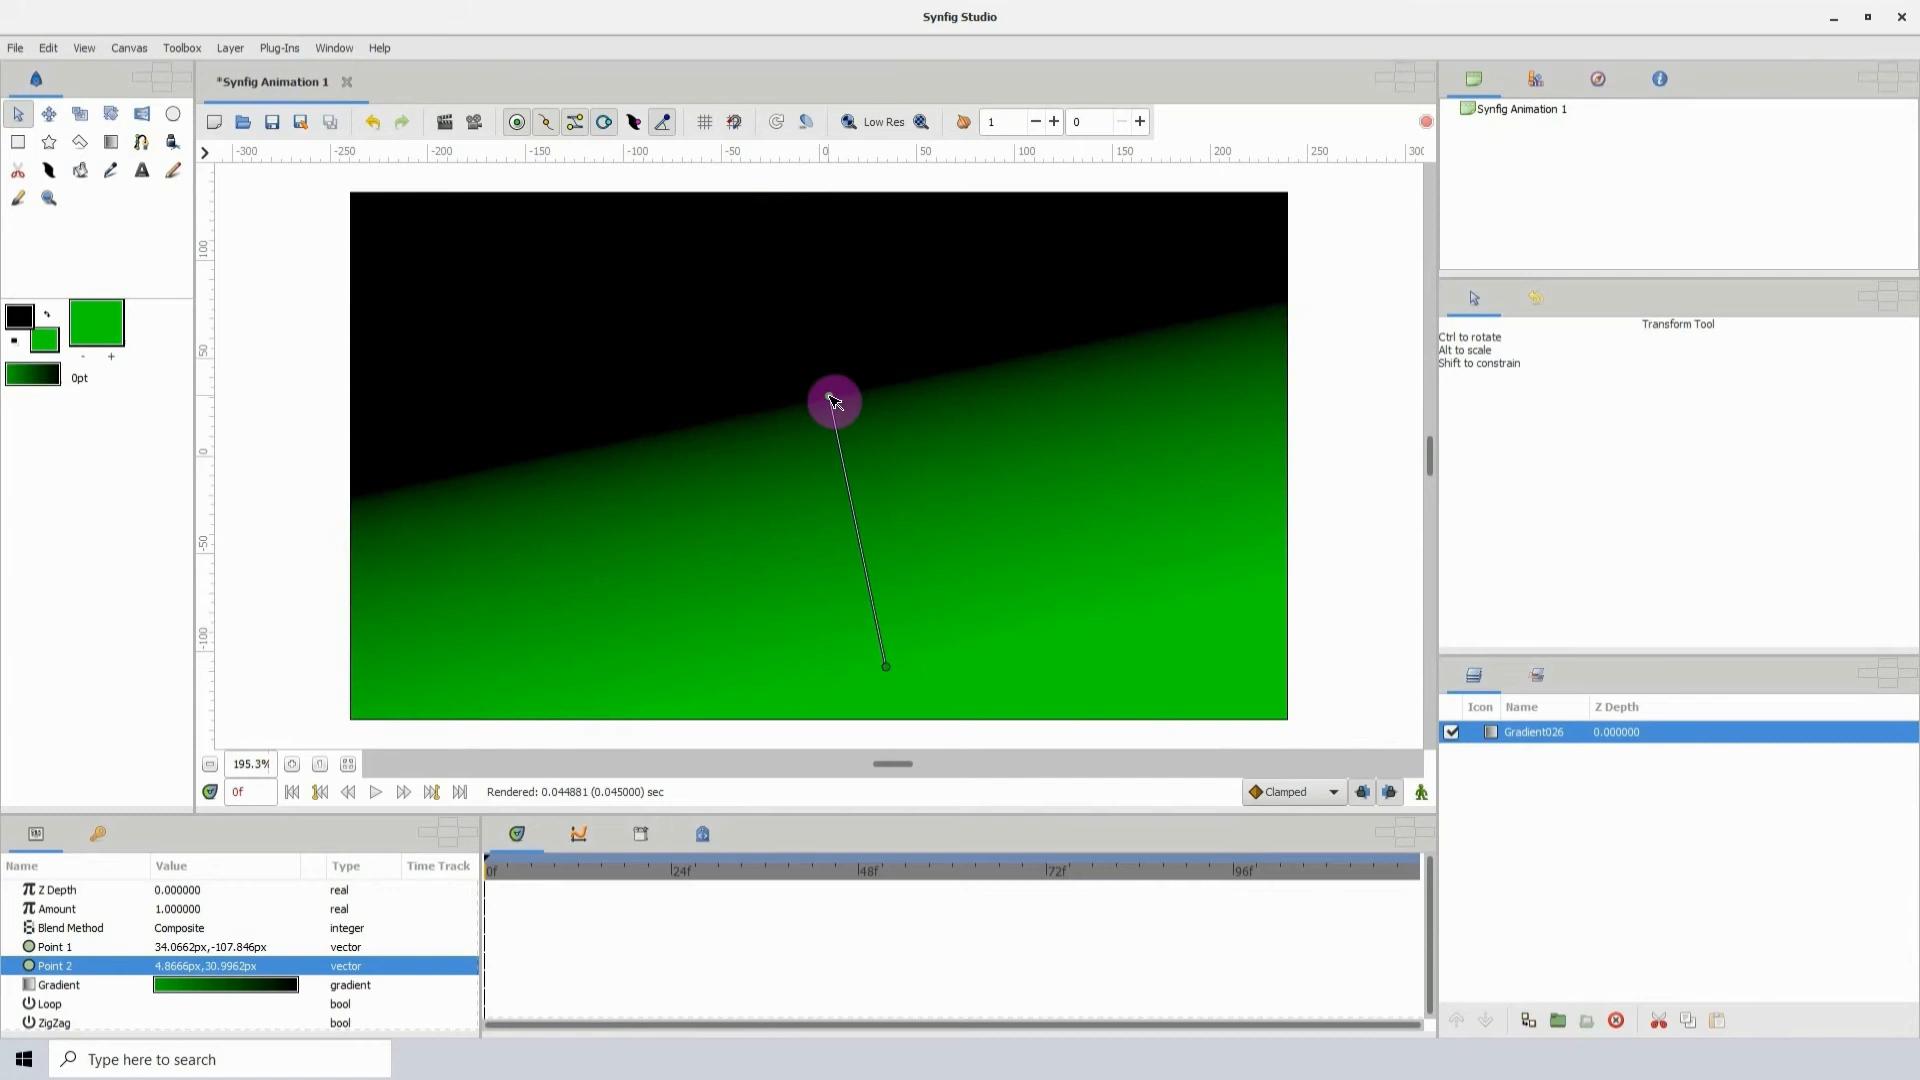 Synfig Studio
File Edit View Canvas Toolbox Layer Plug-Ins Window Help
*Synfig Animation 1
Low Res 1 0
-300 -250 -200 -150 -100 -50 0 50 100 150 200 250 300
100
50
0
-50
-100
0pt
195.3%
0f Rendered: 0.044881 (0.045000) sec Clamped
Synfig Animation 1
Transform Tool
Ctrl to rotate
Alt to scale
Shift to constrain
Icon Name Z Depth
Gradient026 0.000000
Name Value Type Time Track
Z Depth 0.000000 real
Amount 1.000000 real
Blend Method Composite integer
Point 1 34.0662px,-107.846px vector
Point 2 4.8666px,30.9962px vector
Gradient gradient
Loop bool
ZigZag bool
0f 24f 48f 72f 96f
Type here to search